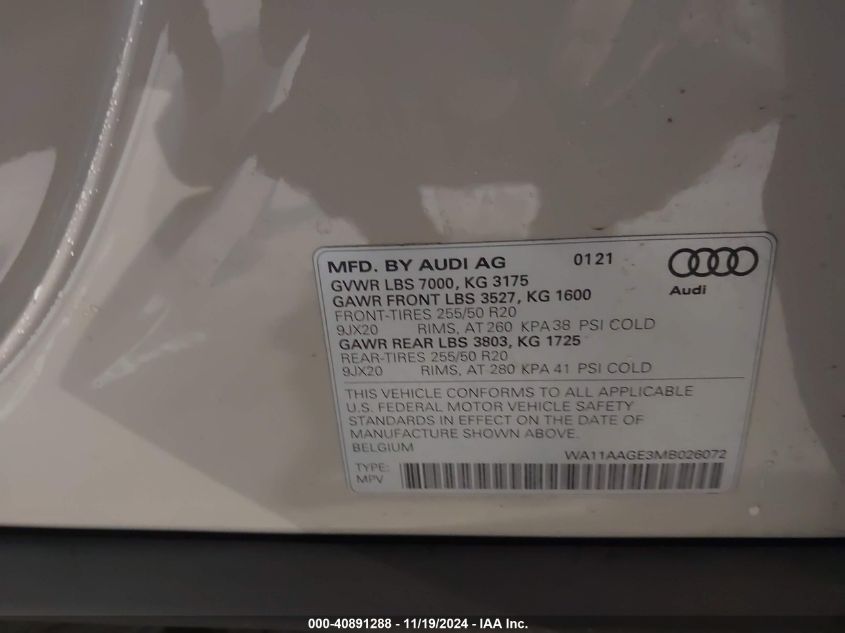 MFD. BY AUDI AG 0121
Audi
GVWR LBS 7000, KG 3175
GAWR FRONT LBS 3527, KG 1600
FRONT-TIRES 255/50 R20
9JX20 RIMS, AT 260 KPA 38 PSI COLD
GAWR REAR LBS 3803, KG 1725
REAR-TIRES 255/50 R20
9JX20 RIMS, AT 280 KPA 41 PSI COLD
THIS VEHICLE CONFORMS TO ALL APPLICABLE
U.S. FEDERAL MOTOR VEHICLE SAFETY
STANDARDS IN EFFECT ON THE DATE OF
MANUFACTURE SHOWN ABOVE.
BELGIUM
WA11AAGE3MB026072
TYPE:
MPV
000-40891288 - 11/19/2024 - IAA Inc.